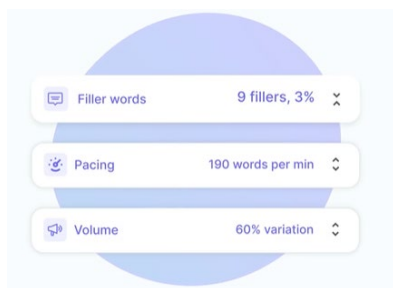 Filler words 9 fillers, 3%
Pacing 190 words per min
Volume 60% variation